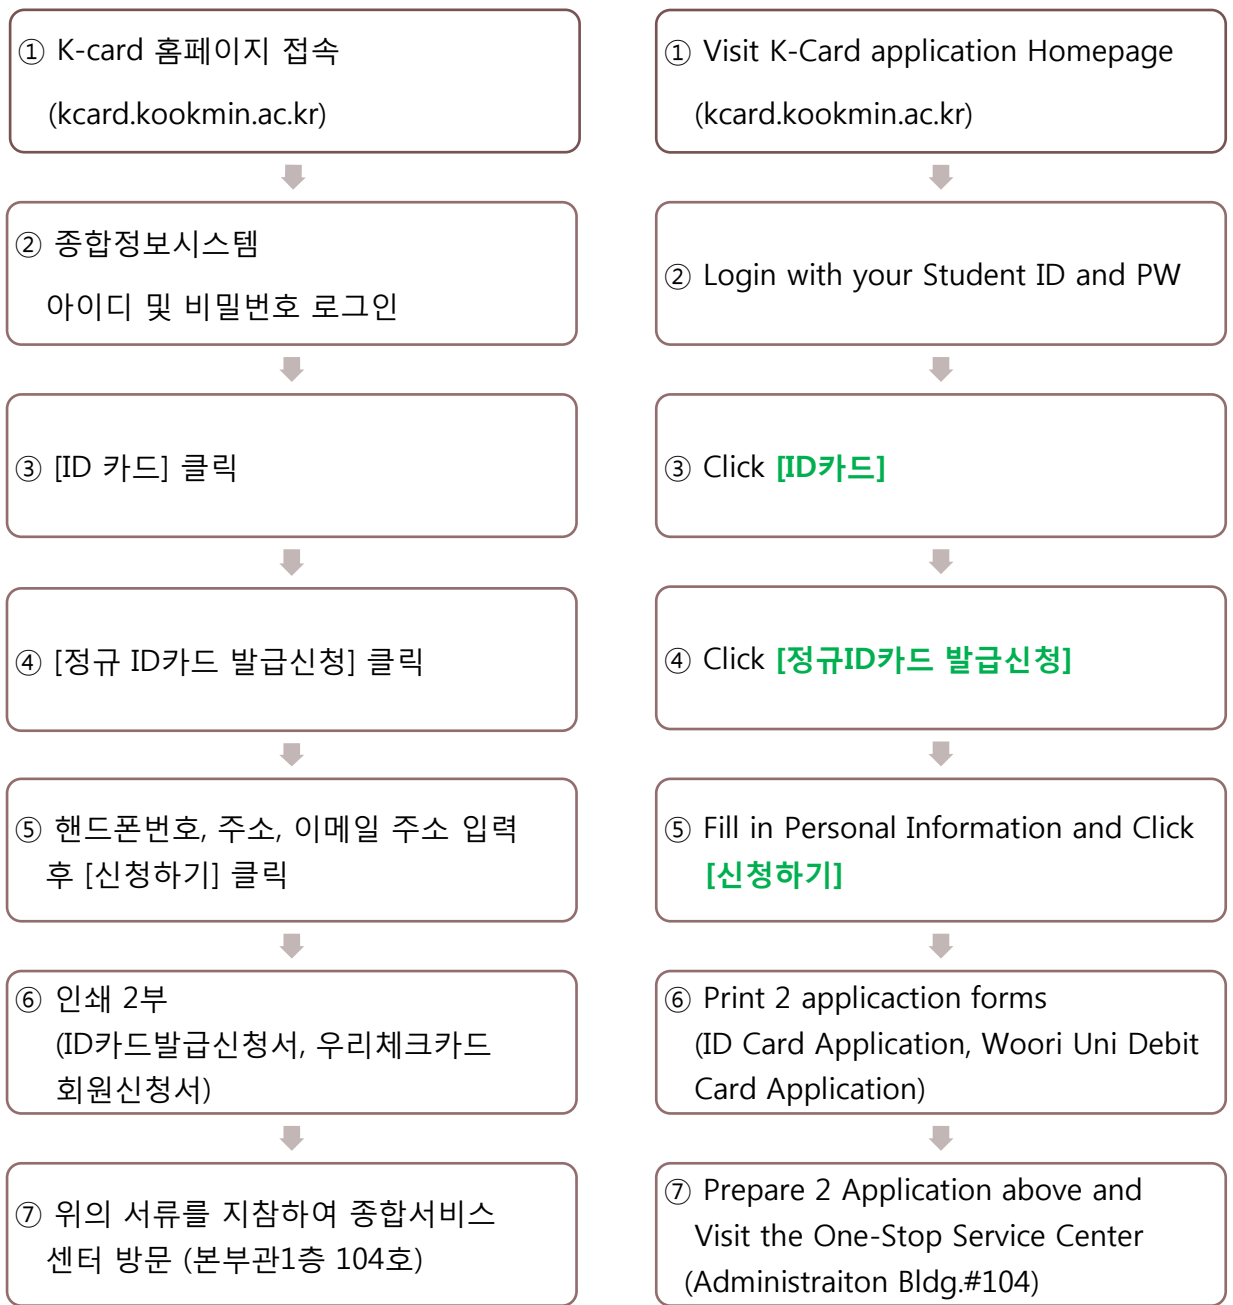 ① K-card 홈페이지 접속
(kcard.kookmin.ac.kr)
② 종합정보시스템
아이디 및 비밀번호 로그인
③ [ID 카드] 클릭
④ [정규 ID카드 발급신청] 클릭
⑤ 핸드폰번호, 주소, 이메일 주소 입력
후 [신청하기] 클릭
⑥ 인쇄 2부
(ID카드발급신청서, 우리체크카드
회원신청서)
⑦ 위의 서류를 지참하여 종합서비스
센터 방문 (본부관1층 104호)
① Visit K-Card application Homepage
(kcard.kookmin.ac.kr)
② Login with your Student ID and PW
③ Click [ID카드]
④ Click [정규ID카드 발급신청]
⑤ Fill in Personal Information and Click
[신청하기]
⑥ Print 2 applicaction forms
(ID Card Application, Woori Uni Debit
Card Application)
⑦ Prepare 2 Application above and
Visit the One-Stop Service Center
(Administraiton Bldg.#104)